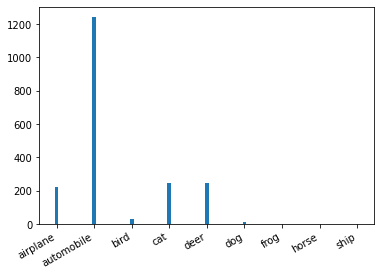 1200
1000
800
600
400
200
0
airplane
automobile
bird
cat
deer
dog
frog
horse
ship